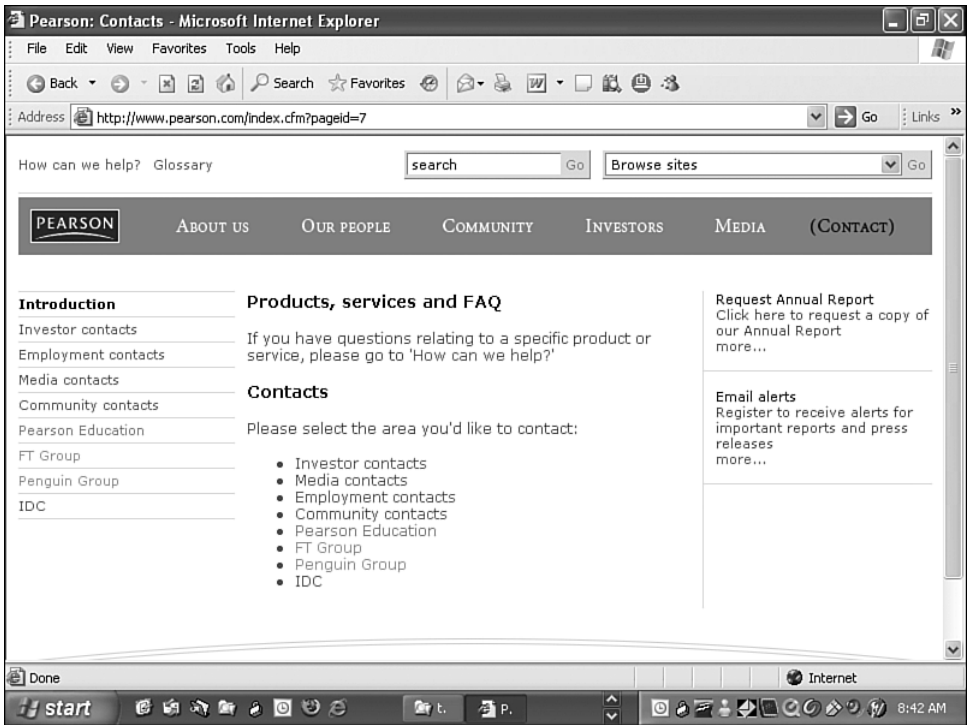 Pearson: Contacts - Microsoft Internet Explorer
File Edit View Favorites Tools Help
Back Search Favorites
Address http://www.pearson.com/index.cfm?pageid=7 Go Links »
How can we help? Glossary search Go Browse sites Go
PEARSON ABOUT US OUR PEOPLE COMMUNITY INVESTORS MEDIA (CONTACT)
Introduction
Investor contacts
Employment contacts
Media contacts
Community contacts
Pearson Education
FT Group
Penguin Group
IDC
Products, services and FAQ
If you have questions relating to a specific product or
service, please go to 'How can we help?'
Contacts
Please select the area you'd like to contact:
• Investor contacts
• Media contacts
• Employment contacts
• Community contacts
• Pearson Education
• FT Group
• Penguin Group
• IDC
Request Annual Report
Click here to request a copy of
our Annual Report
more...
Email alerts
Register to receive alerts for
important reports and press
releases
more...
Done Internet
start t. P. 8:42 AM